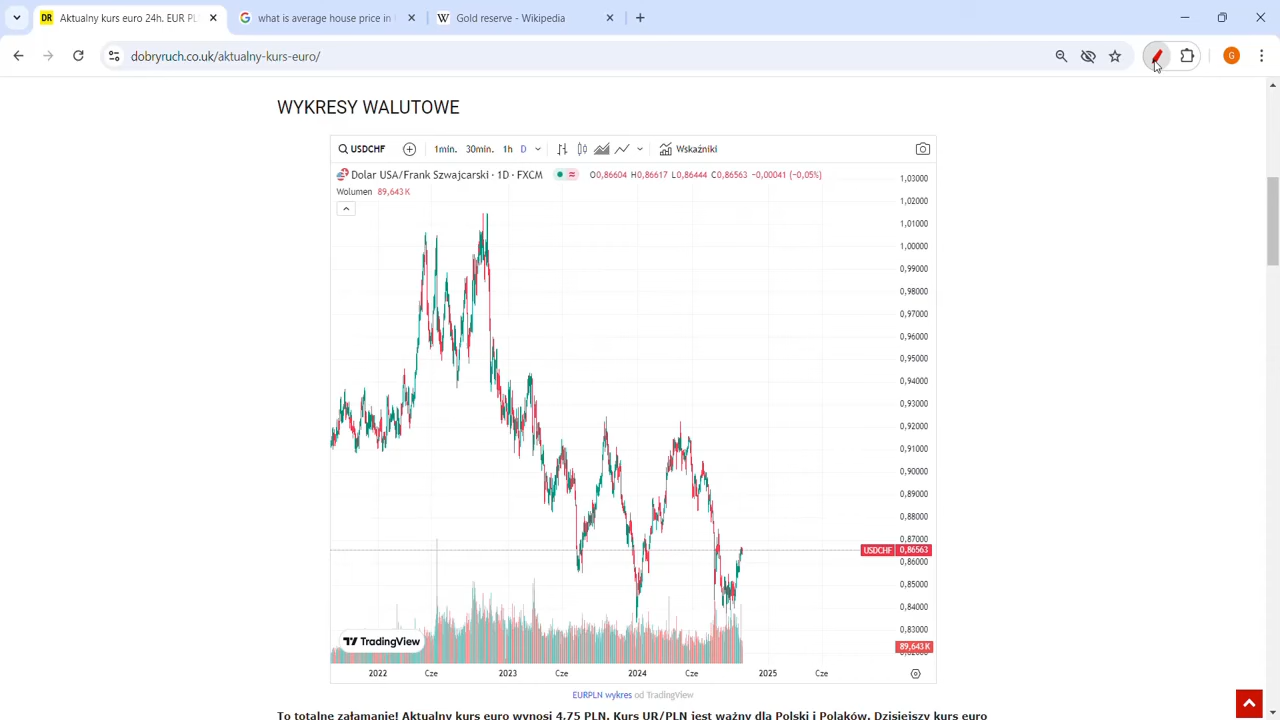 Aktualny kurs euro 24h. EUR PL
what is average house price in
Gold reserve - Wikipedia
dobryruch.co.uk/aktualny-kurs-euro/
G
WYKRESY WALUTOWE
USDCHF 1min. 30min. 1h D Wskaźniki
Dolar USA/Frank Szwajcarski · 1D · FXCM O0,86604 H0,86617 L0,86444 C0,86563 −0,00041 (−0,05%)
Wolumen 89,643 K
1,03000
1,02000
1,01000
1,00000
0,99000
0,98000
0,97000
0,96000
0,95000
0,94000
0,93000
0,92000
0,91000
0,90000
0,89000
0,88000
0,87000
USDCHF 0,86563
0,86000
0,85000
0,84000
0,83000
89,643 K
TradingView
2022 Cze 2023 Cze 2024 Cze 2025 Cze
EURPLN wykres od TradingView
To totalne załamanie! Aktualny kurs euro wynosi 4,75 PLN. Kurs UR/PLN jest ważny dla Polski i Polaków. Dzisiejszy kurs euro